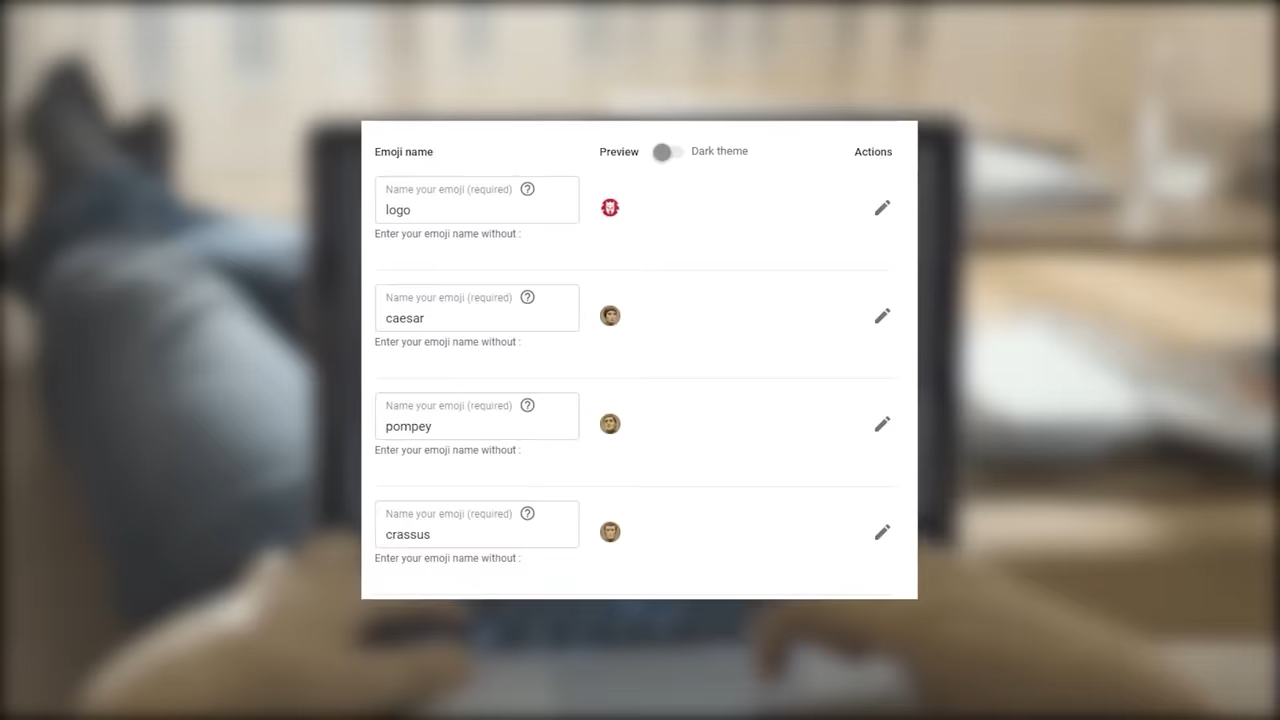 Emoji name Preview Dark theme Actions
Name your emoji (required)
logo
Enter your emoji name without :
Name your emoji (required)
caesar
Enter your emoji name without :
Name your emoji (required)
pompey
Enter your emoji name without :
Name your emoji (required)
crassus
Enter your emoji name without :